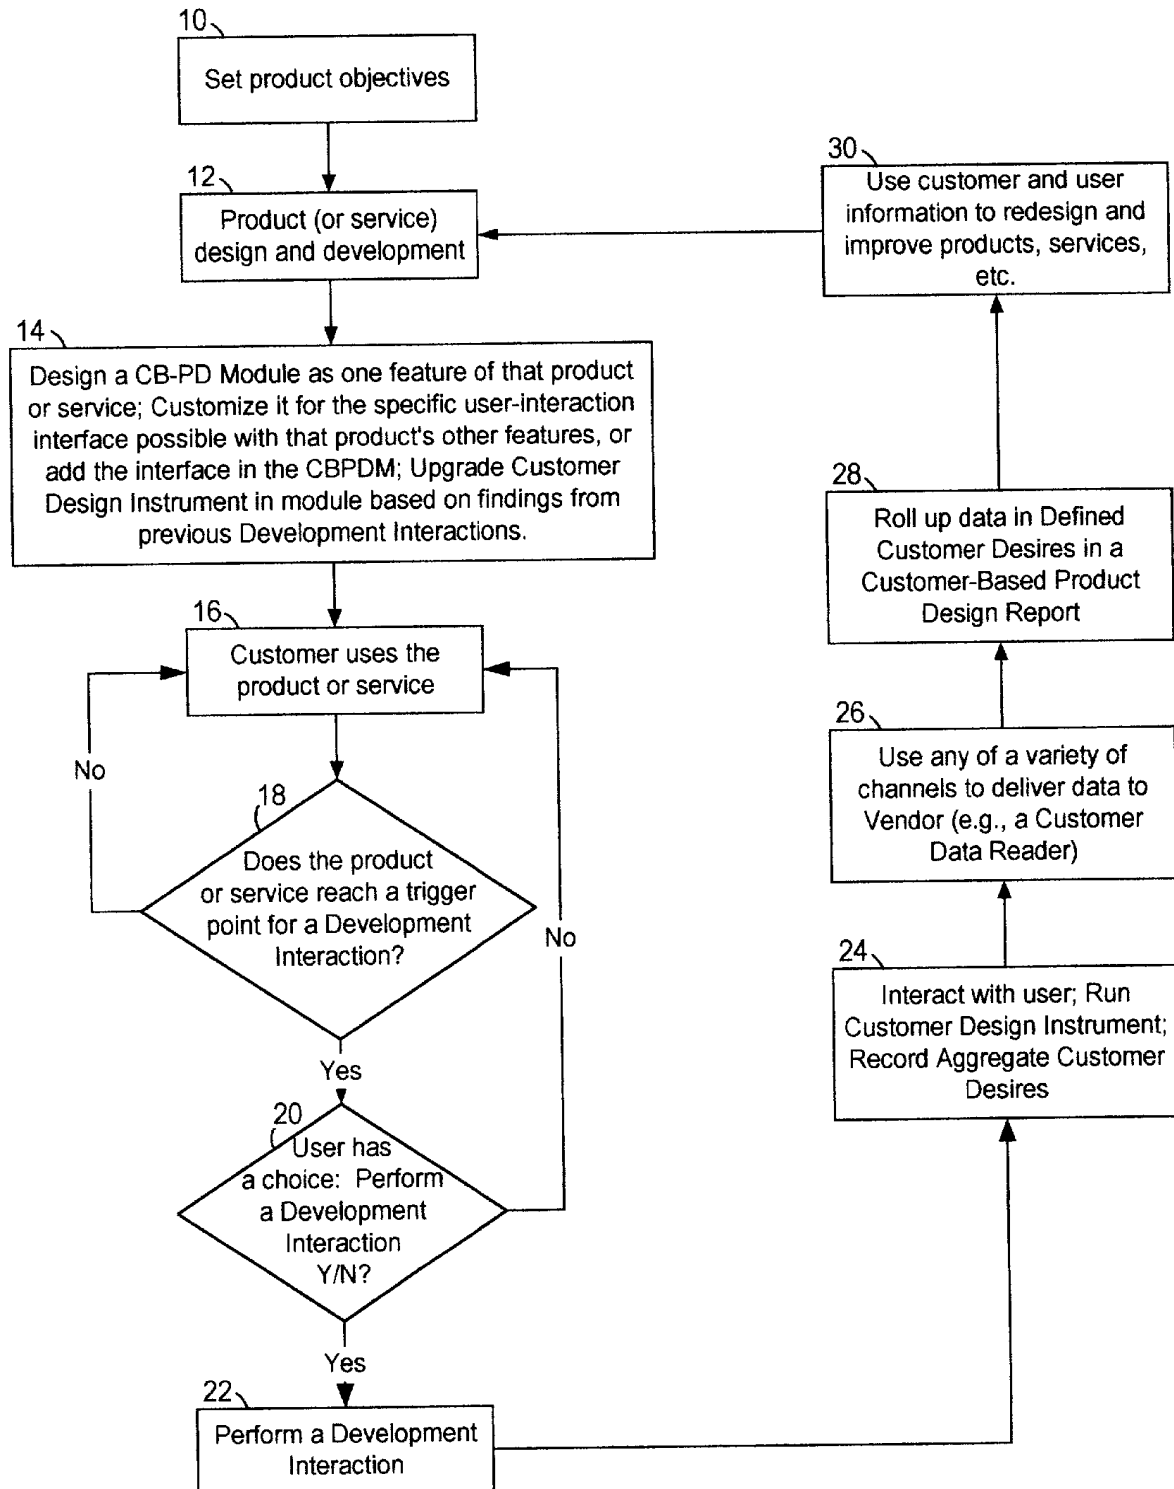 10
Set product objectives
12
Product (or service)
design and development
14
Design a CB-PD Module as one feature of that product
or service; Customize it for the specific user-interaction
interface possible with that product's other features, or
add the interface in the CBPDM; Upgrade Customer
Design Instrument in module based on findings from
previous Development Interactions.
16
Customer uses the
product or service
No
18
Does the product
or service reach a trigger
point for a Development
Interaction?
No
Yes
20
User has
a choice: Perform
a Development
Interaction
Y/N?
Yes
22
Perform a Development
Interaction
24
Interact with user; Run
Customer Design Instrument;
Record Aggregate Customer
Desires
26
Use any of a variety of
channels to deliver data to
Vendor (e.g., a Customer
Data Reader)
28
Roll up data in Defined
Customer Desires in a
Customer-Based Product
Design Report
30
Use customer and user
information to redesign and
improve products, services,
etc.